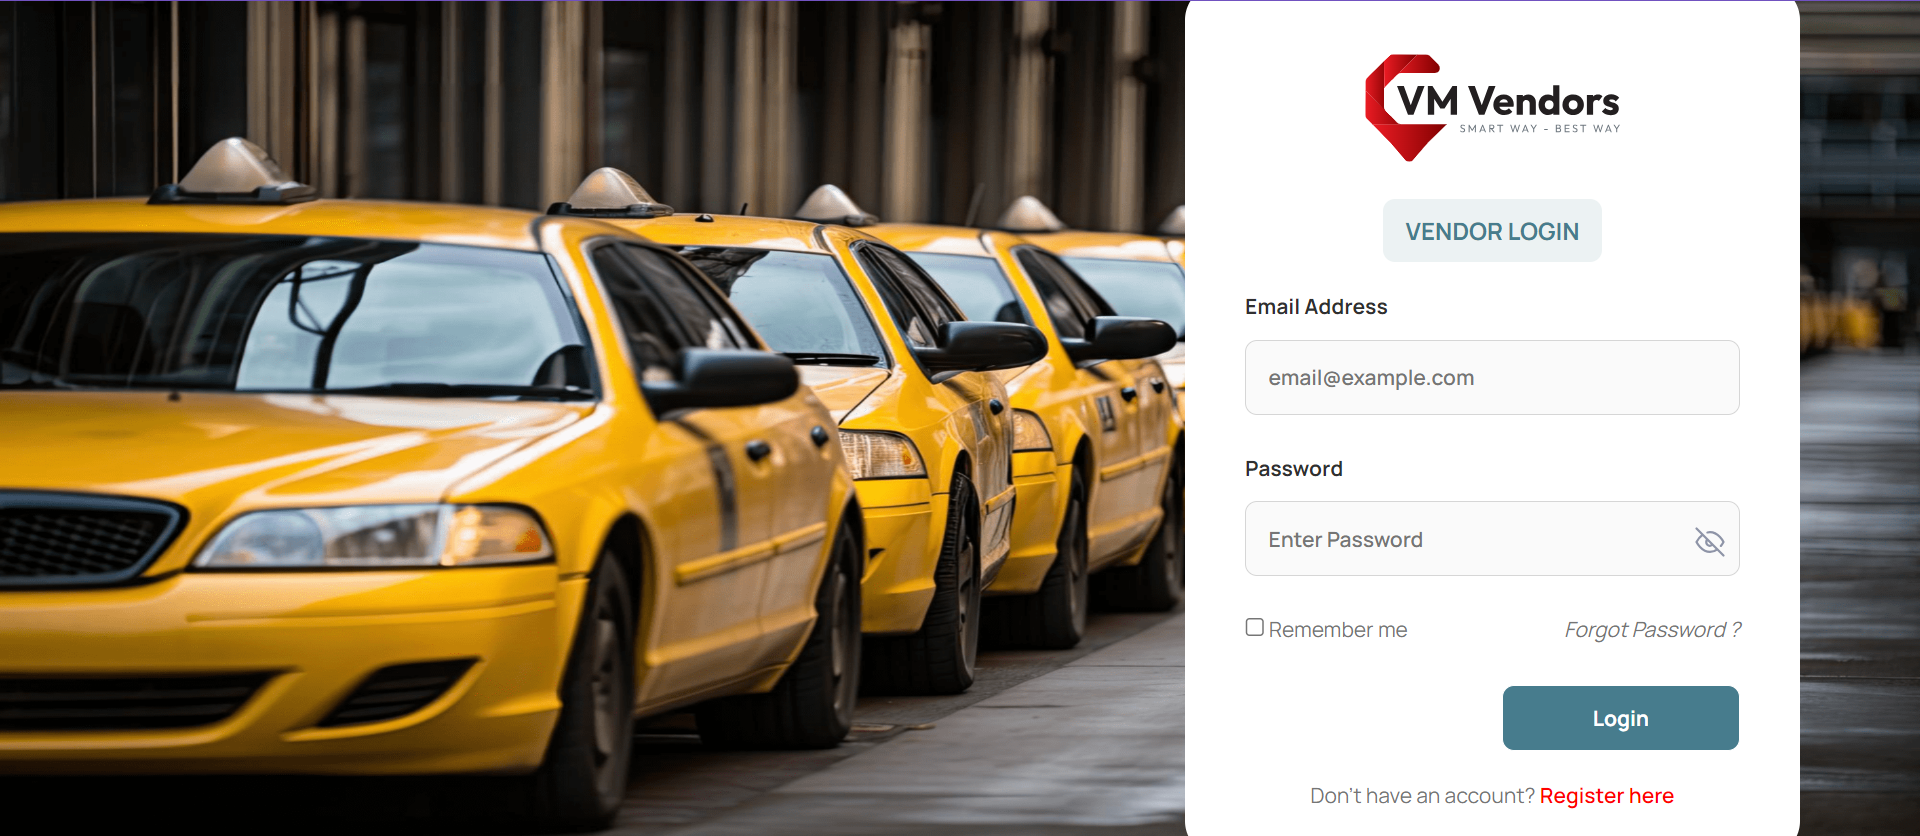 VM Vendors
SMART WAY - BEST WAY
VENDOR LOGIN
Email Address
email@example.com
Password
Enter Password
Remember me
Forgot Password ?
Login
Don't have an account? Register here